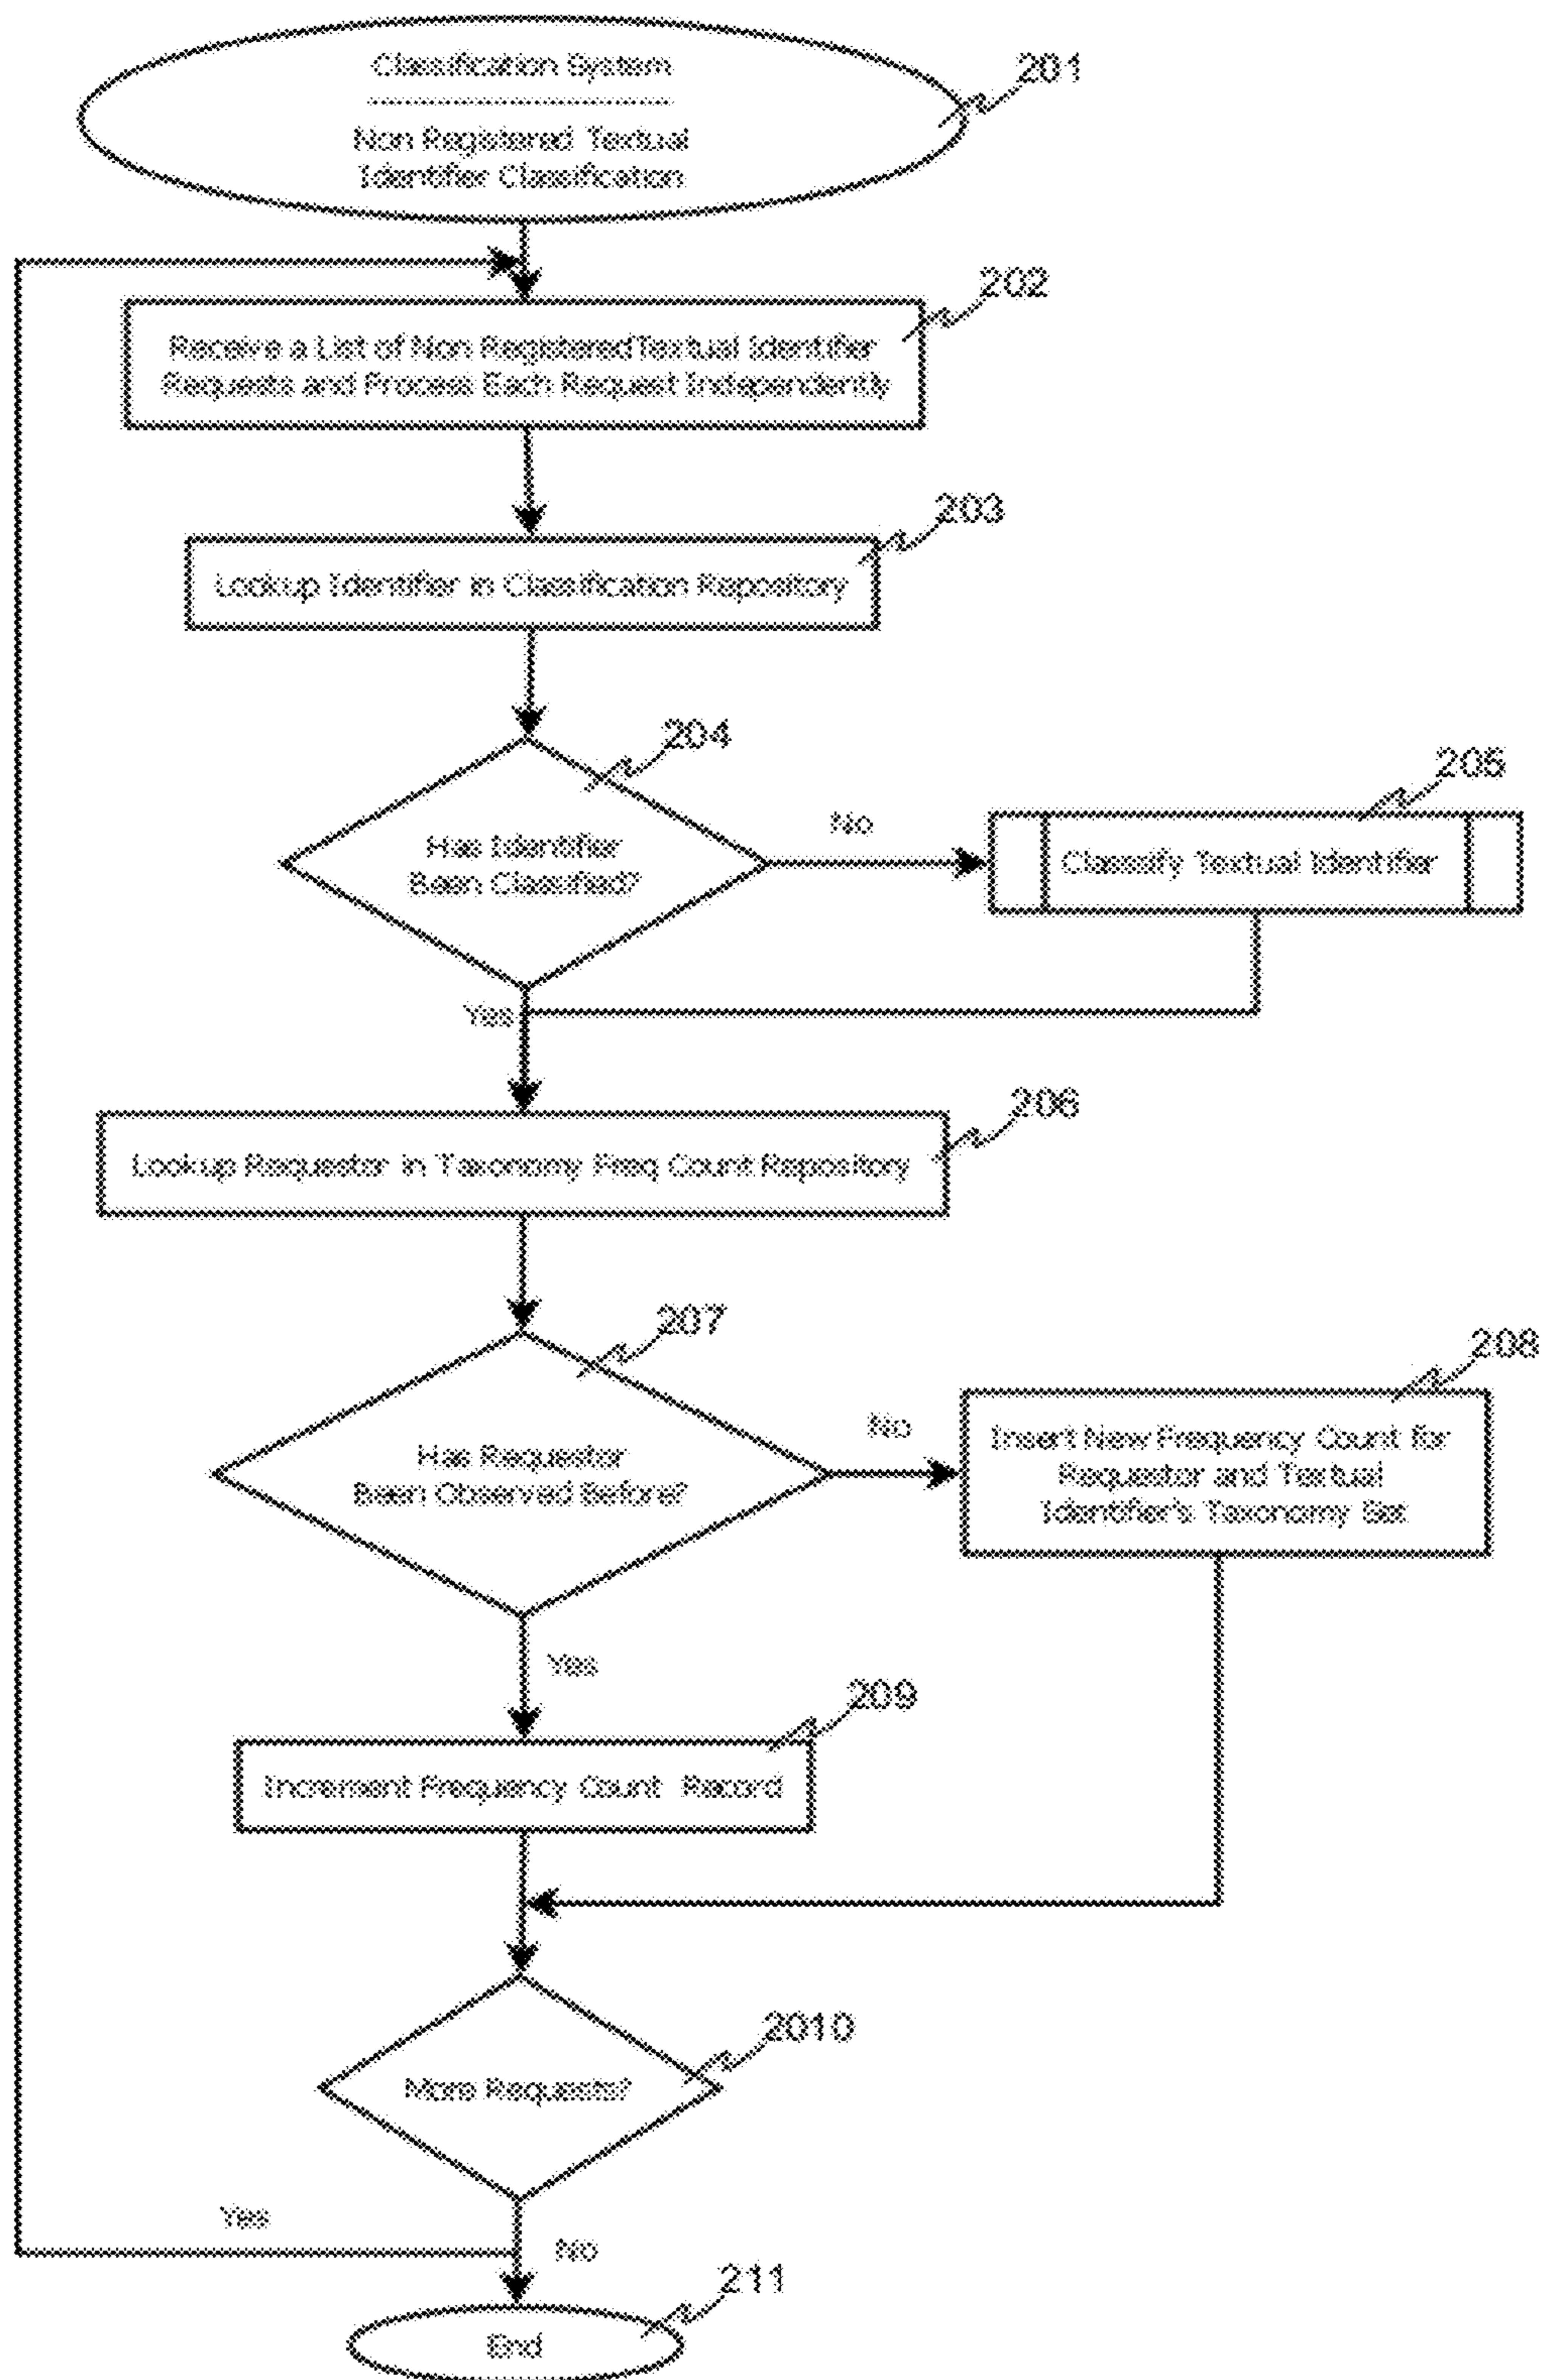 Classification System
Non Registered Textual
Identifier Classification
201
202
Receive a List of Non RegisteredTextual Identifier
Requests and Process Each Request Independently
203
Lookup Identifier in Classification Repository
204
Has Identifier
Been Classified?
No
205
Classify Textual Identifier
Yes
206
Lookup Requestor in Taxonomy Freq Count Repository
207
Has Requestor
Been Observed Before?
No
208
Insert New Frequency Count for
Requestor and Textual
Identifier's Taxonomy Set
Yes
209
Increment Frequency Count Record
2010
More Requests?
Yes
No
211
End